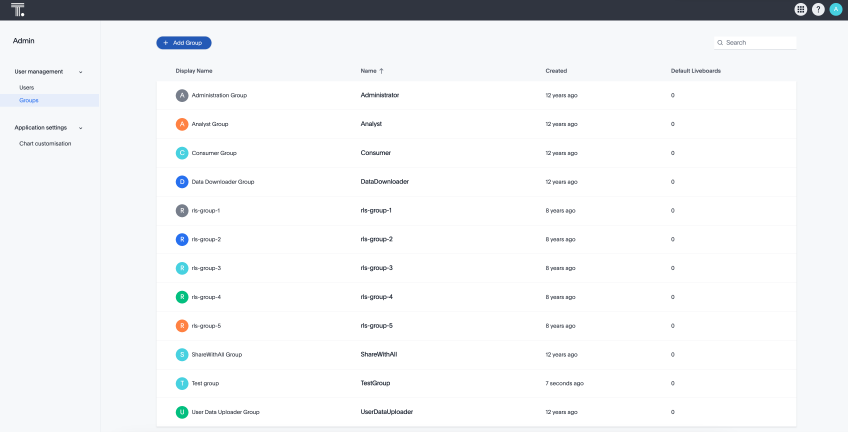 T.
?
A
Admin
+ Add Group
Search
User management
Users
Groups
Application settings
Chart customisation
Display Name Name ↑ Created Default Liveboards
A Administration Group Administrator 12 years ago 0
A Analyst Group Analyst 12 years ago 0
C Consumer Group Consumer 12 years ago 0
D Data Downloader Group DataDownloader 12 years ago 0
R rls-group-1 rls-group-1 8 years ago 0
R rls-group-2 rls-group-2 8 years ago 0
R rls-group-3 rls-group-3 8 years ago 0
R rls-group-4 rls-group-4 8 years ago 0
R rls-group-5 rls-group-5 8 years ago 0
S ShareWithAll Group ShareWithAll 12 years ago 0
T Test group TestGroup 7 seconds ago 0
U User Data Uploader Group UserDataUploader 12 years ago 0